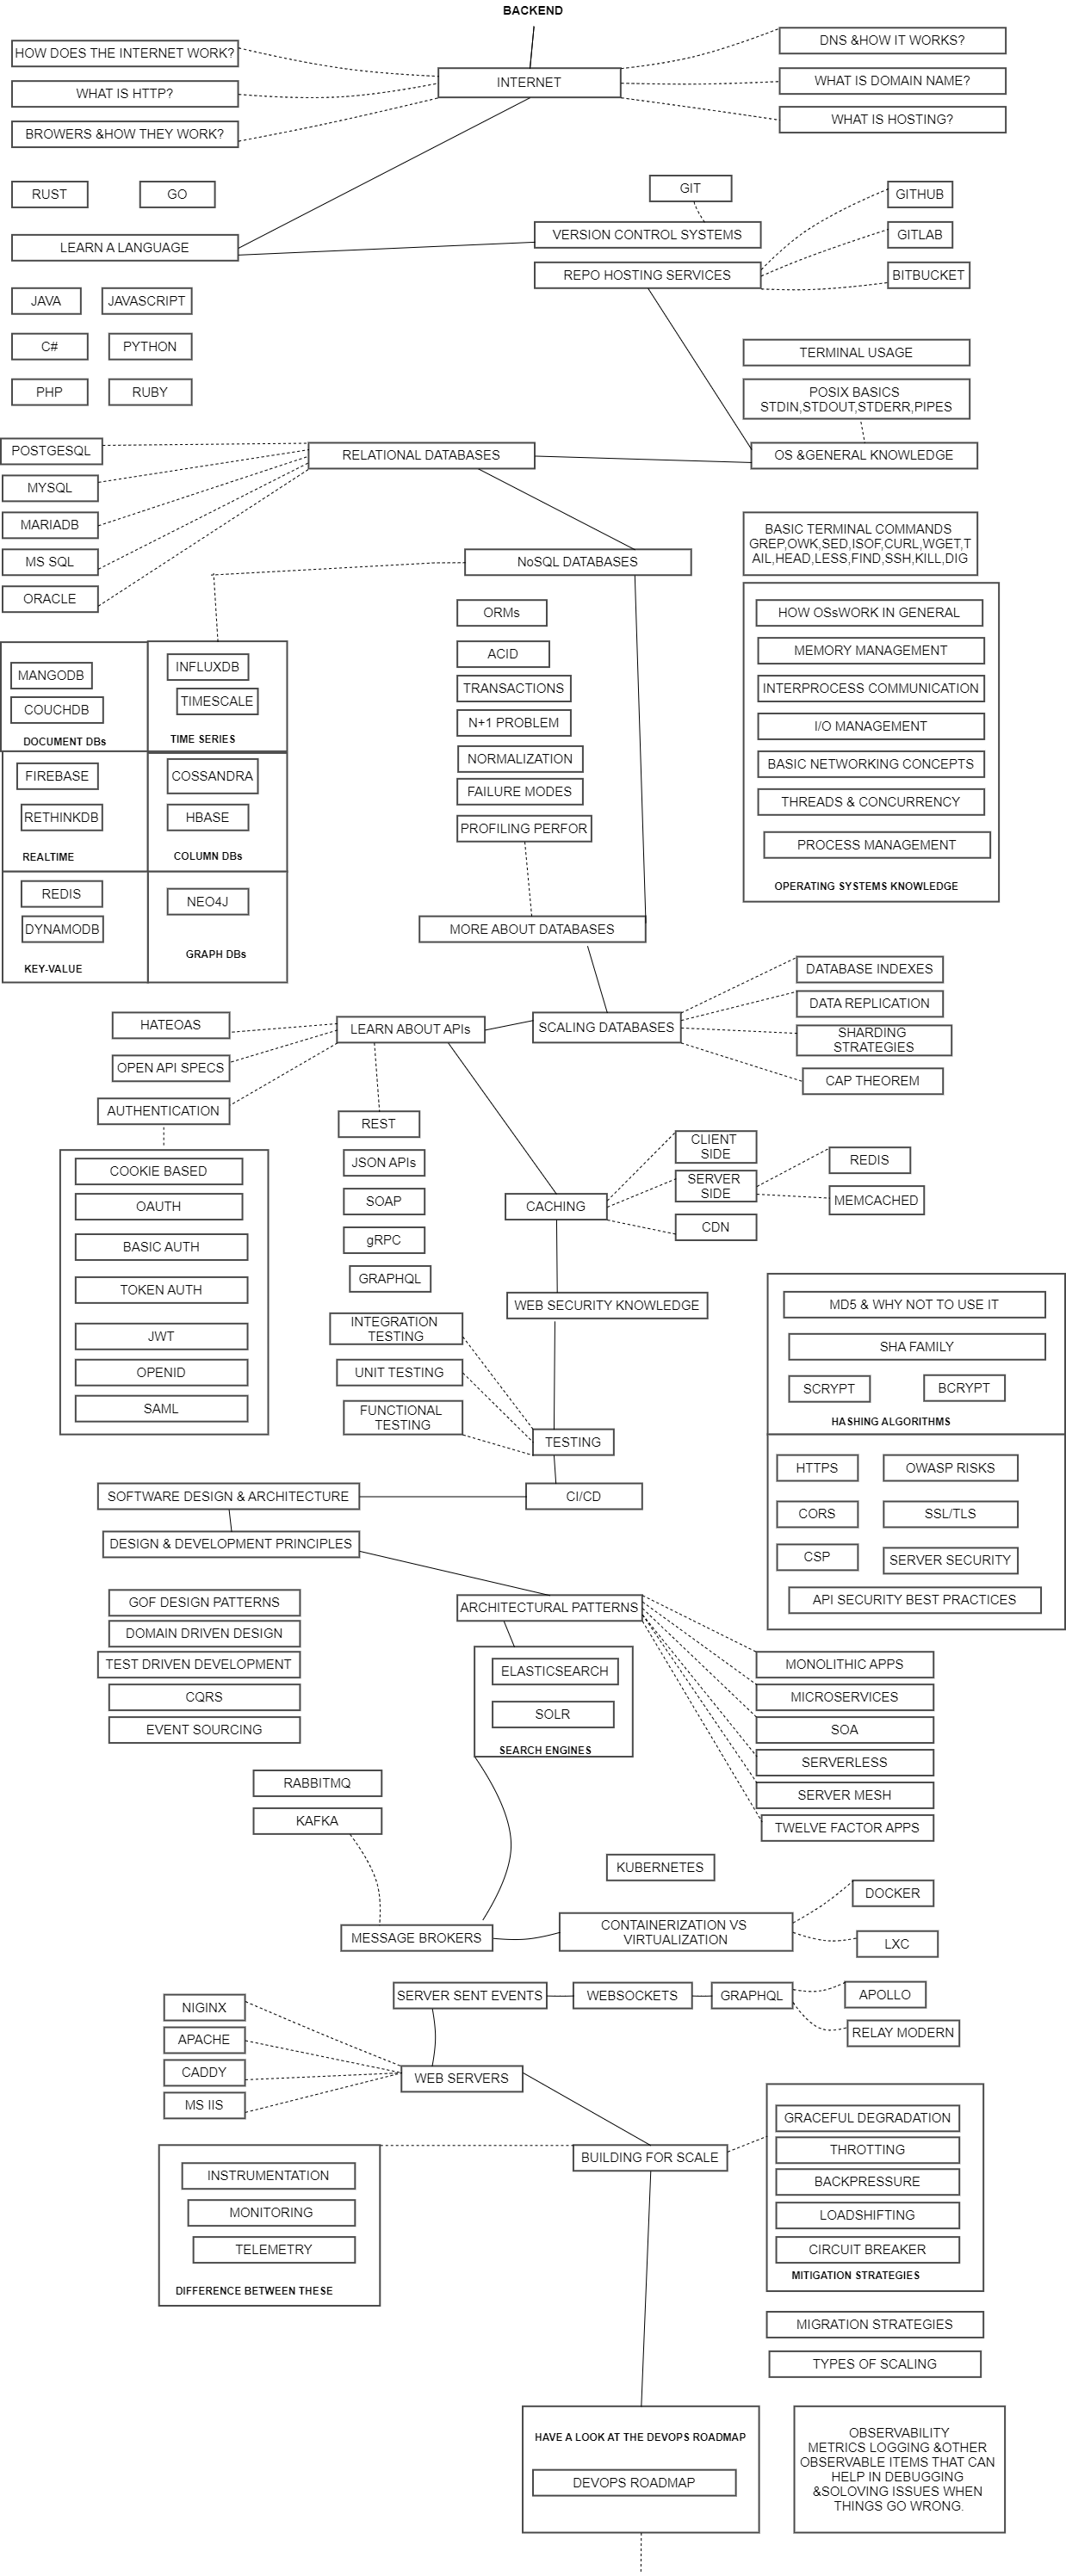 BACKEND
HOW DOES THE INTERNET WORK?
WHAT IS HTTP?
BROWERS &HOW THEY WORK?
INTERNET
DNS &HOW IT WORKS?
WHAT IS DOMAIN NAME?
WHAT IS HOSTING?
RUST
GO
LEARN A LANGUAGE
JAVA
JAVASCRIPT
C#
PYTHON
PHP
RUBY
GIT
VERSION CONTROL SYSTEMS
REPO HOSTING SERVICES
GITHUB
GITLAB
BITBUCKET
TERMINAL USAGE
POSIX BASICS
STDIN,STDOUT,STDERR,PIPES
OS &GENERAL KNOWLEDGE
POSTGESQL
MYSQL
MARIADB
MS SQL
ORACLE
RELATIONAL DATABASES
NoSQL DATABASES
BASIC TERMINAL COMMANDS
GREP,OWK,SED,ISOF,CURL,WGET,T
AIL,HEAD,LESS,FIND,SSH,KILL,DIG
HOW OSsWORK IN GENERAL
MEMORY MANAGEMENT
INTERPROCESS COMMUNICATION
I/O MANAGEMENT
BASIC NETWORKING CONCEPTS
THREADS & CONCURRENCY
PROCESS MANAGEMENT
OPERATING SYSTEMS KNOWLEDGE
ORMs
ACID
TRANSACTIONS
N+1 PROBLEM
NORMALIZATION
FAILURE MODES
PROFILING PERFOR
MORE ABOUT DATABASES
MANGODB
COUCHDB
DOCUMENT DBs
INFLUXDB
TIMESCALE
TIME SERIES
FIREBASE
RETHINKDB
REALTIME
COSSANDRA
HBASE
COLUMN DBs
REDIS
DYNAMODB
KEY-VALUE
NEO4J
GRAPH DBs
DATABASE INDEXES
DATA REPLICATION
SHARDING
STRATEGIES
CAP THEOREM
SCALING DATABASES
LEARN ABOUT APIs
HATEOAS
OPEN API SPECS
AUTHENTICATION
COOKIE BASED
OAUTH
BASIC AUTH
TOKEN AUTH
JWT
OPENID
SAML
REST
JSON APIs
SOAP
gRPC
GRAPHQL
CACHING
CLIENT
SIDE
SERVER
SIDE
CDN
REDIS
MEMCACHED
WEB SECURITY KNOWLEDGE
INTEGRATION
TESTING
UNIT TESTING
FUNCTIONAL
TESTING
TESTING
MD5 & WHY NOT TO USE IT
SHA FAMILY
SCRYPT
BCRYPT
HASHING ALGORITHMS
HTTPS
OWASP RISKS
CORS
SSL/TLS
CSP
SERVER SECURITY
API SECURITY BEST PRACTICES
CI/CD
SOFTWARE DESIGN & ARCHITECTURE
DESIGN & DEVELOPMENT PRINCIPLES
GOF DESIGN PATTERNS
DOMAIN DRIVEN DESIGN
TEST DRIVEN DEVELOPMENT
CQRS
EVENT SOURCING
ARCHITECTURAL PATTERNS
ELASTICSEARCH
SOLR
SEARCH ENGINES
MONOLITHIC APPS
MICROSERVICES
SOA
SERVERLESS
SERVER MESH
TWELVE FACTOR APPS
RABBITMQ
KAFKA
MESSAGE BROKERS
KUBERNETES
CONTAINERIZATION VS
VIRTUALIZATION
DOCKER
LXC
SERVER SENT EVENTS
WEBSOCKETS
GRAPHQL
APOLLO
RELAY MODERN
NIGINX
APACHE
CADDY
MS IIS
WEB SERVERS
BUILDING FOR SCALE
GRACEFUL DEGRADATION
THROTTING
BACKPRESSURE
LOADSHIFTING
CIRCUIT BREAKER
MITIGATION STRATEGIES
INSTRUMENTATION
MONITORING
TELEMETRY
DIFFERENCE BETWEEN THESE
MIGRATION STRATEGIES
TYPES OF SCALING
HAVE A LOOK AT THE DEVOPS ROADMAP
DEVOPS ROADMAP
OBSERVABILITY
METRICS LOGGING &OTHER
OBSERVABLE ITEMS THAT CAN
HELP IN DEBUGGING
&SOLOVING ISSUES WHEN
THINGS GO WRONG.